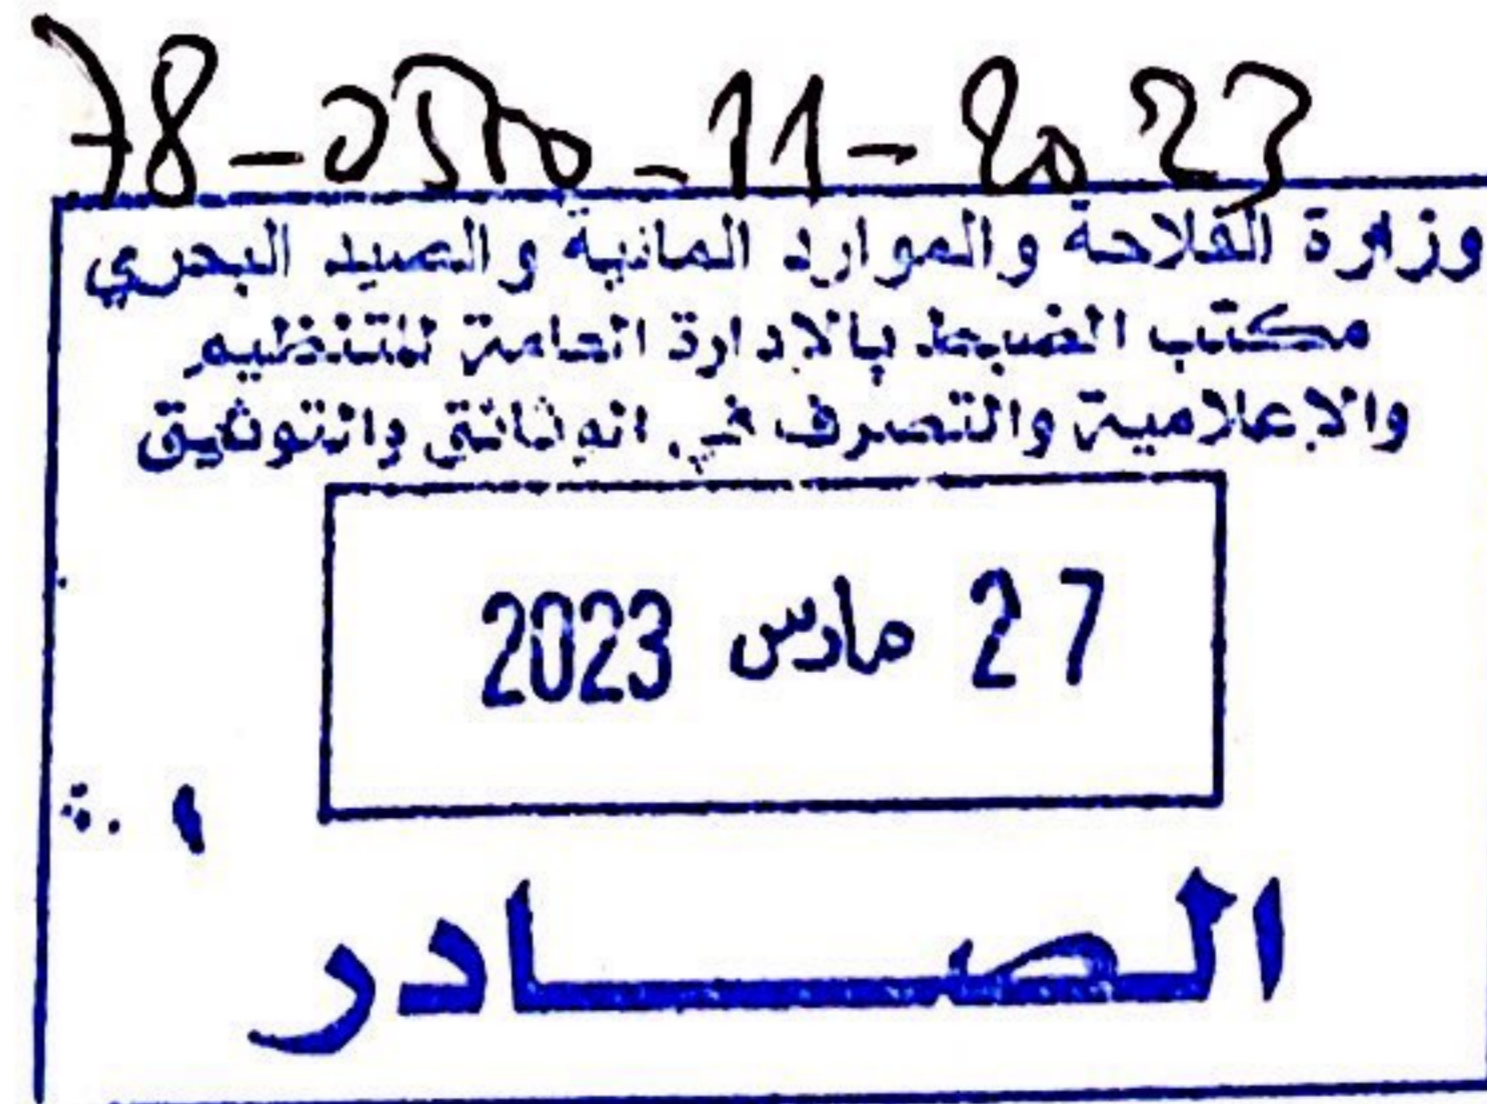 78-0500-11-2023
وزارة الفلاحة والموارد المائية والصيد البحري
مكتب الضبط بالإدارة العامة للتنظيم
والإعلامية والتصرف في الوثائق والتوثيق
27 مارس 2023
الصادر